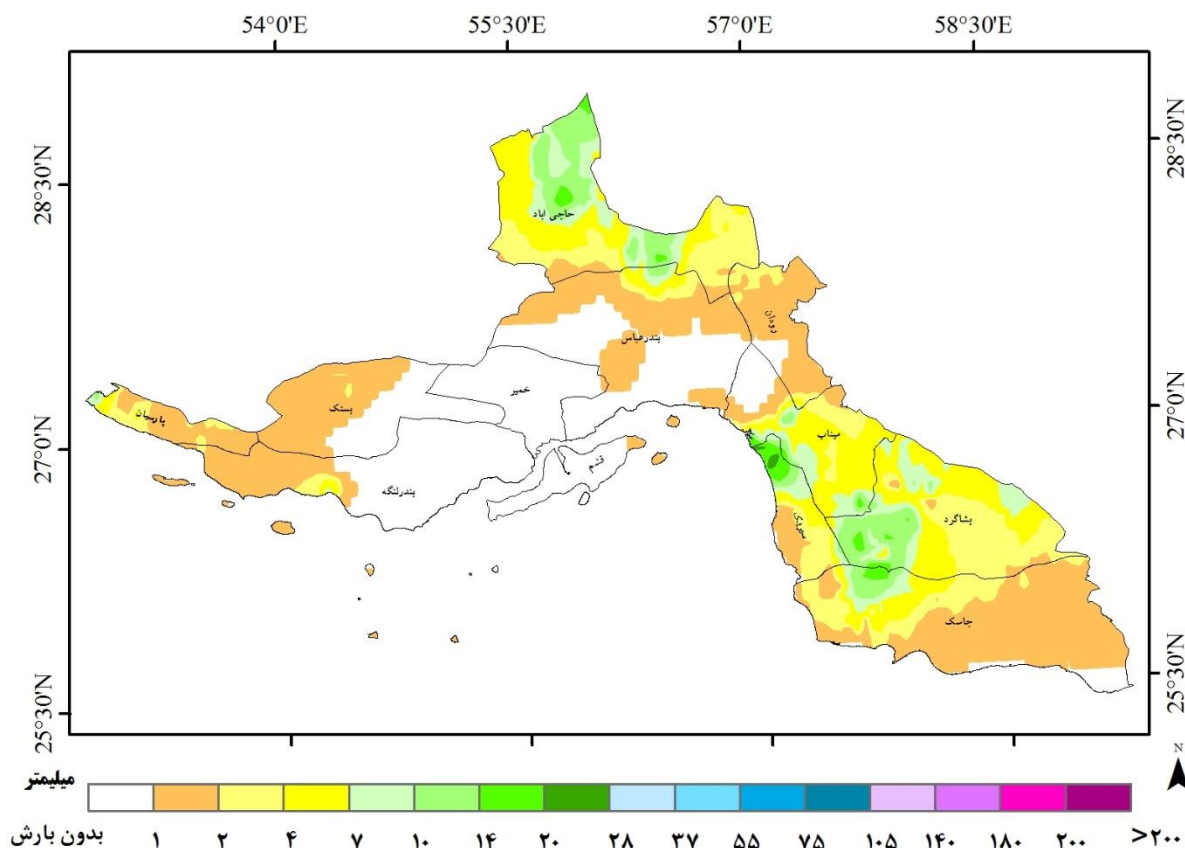 54°0'E 55°30'E 57°0'E 58°30'E
28°30'N 28°30'N
حاجی اباد
رودان
بندرعباس
خمیر
27°0'N
بستک
پارسیان
میناب
27°0'N
قشم
بندرلنگه
سیریک
بشاگرد
جاسک
25°30'N
25°30'N
N
میلیمتر
بدون بارش ۱ ۲ ۴ ۷ ۱۰ ۱۴ ۲۰ ۲۸ ۳۷ ۵۵ ۷۵ ۱۰۵ ۱۴۰ ۱۸۰ ۲۰۰ >۲۰۰